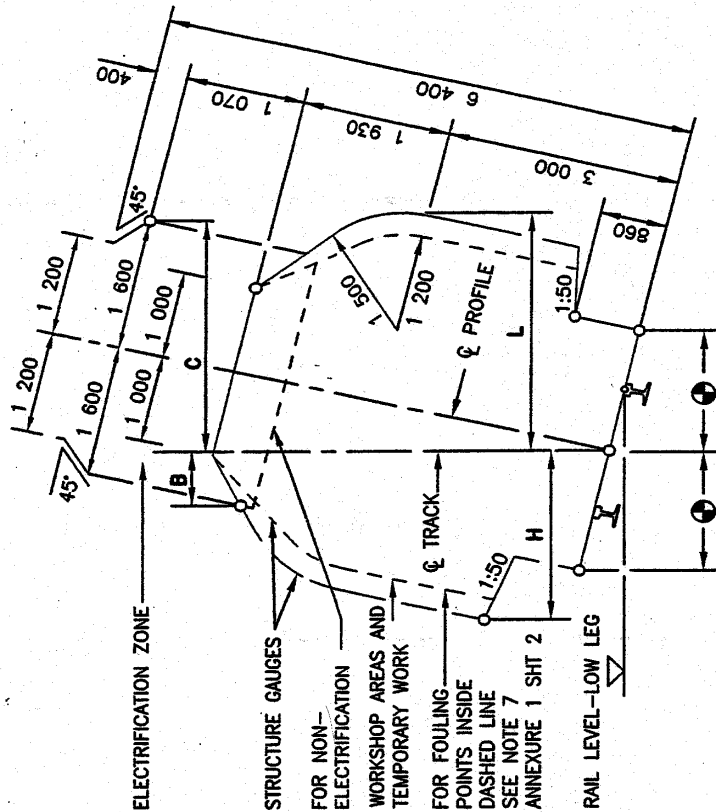 ELECTRIFICATION ZONE
STRUCTURE GAUGES
FOR NON-
ELECTRIFICATION
WORKSHOP AREAS AND
TEMPORARY WORK
FOR FOULING
POINTS INSIDE
DASHED LINE
SEE NOTE 7
ANNEXURE 1 SHT 2
RAIL LEVEL-LOW LEG
45°
45°
1 200
1 200
1 600
1 600
1 000
1 000
B
C
H
L
℄ TRACK
℄ PROFILE
1:50
1:50
1 500
1 200
400
1 070
1 930
3 000
6 400
860